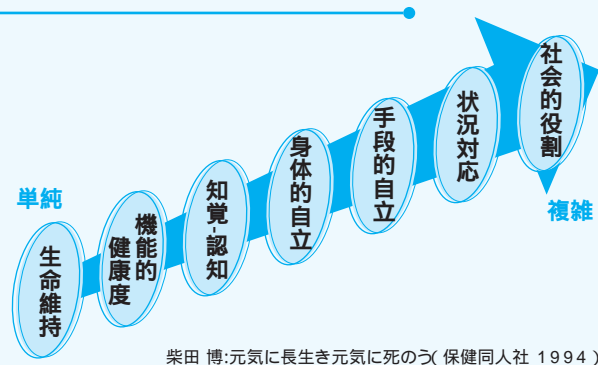 単純
生命維持
機能的
健康度
知覚-認知
身体的自立
手段的自立
状況対応
社会的役割
複雑
柴田 博:元気に長生き元気に死のう(保健同人社 1994)